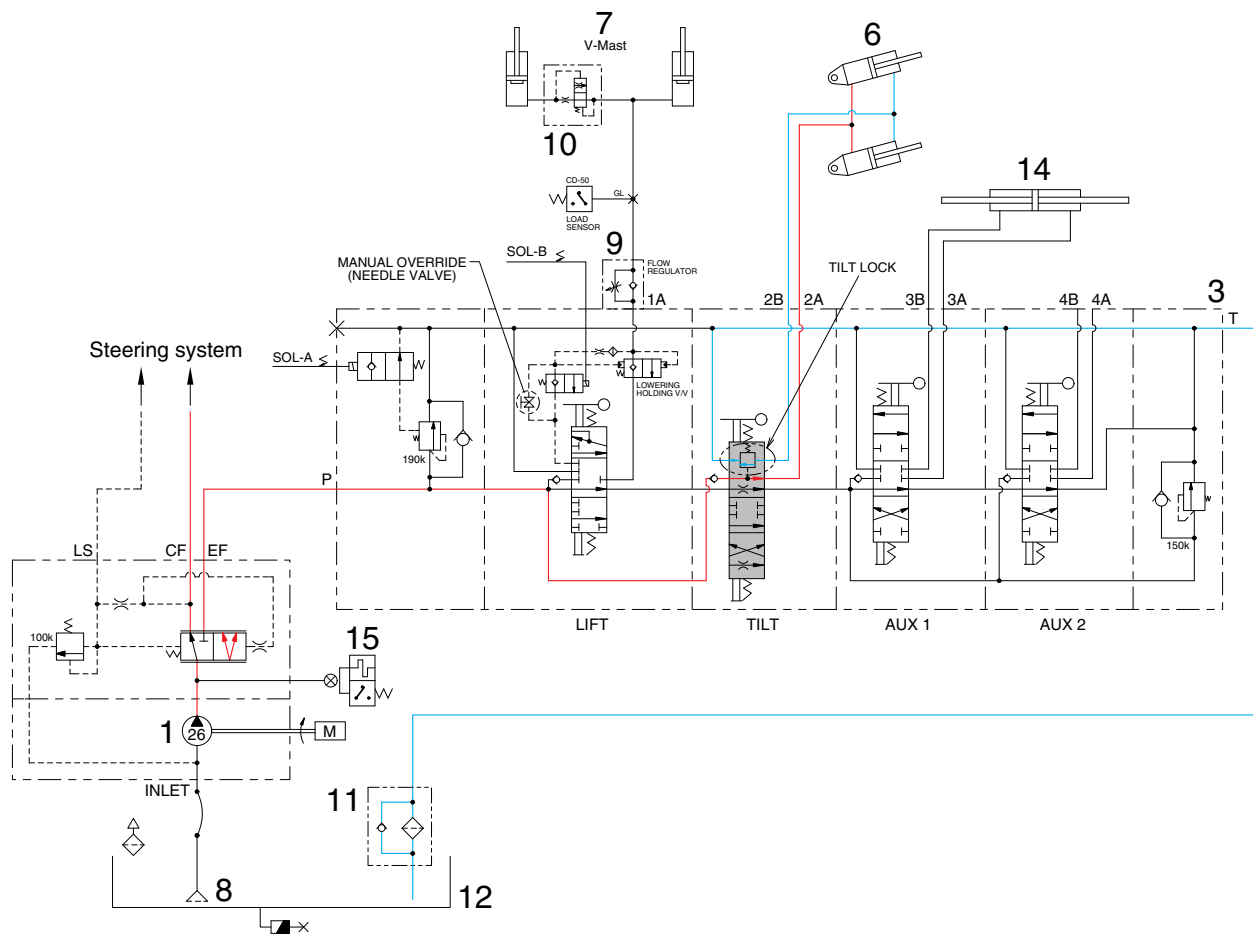 7
V-Mast
6
10
14
CD-50
GL
LOAD
SENSOR
9
SOL-B
FLOW
REGULATOR
MANUAL OVERRIDE
(NEEDLE VALVE)
TILT LOCK
1A
2B 2A
3B 3A
4B 4A
3
T
Steering system
SOL-A
LOWERING
HOLDING V/V
190k
P
150k
LS
CF
EF
LIFT
TILT
AUX 1
AUX 2
100k
15
1
26
M
INLET
11
8
12